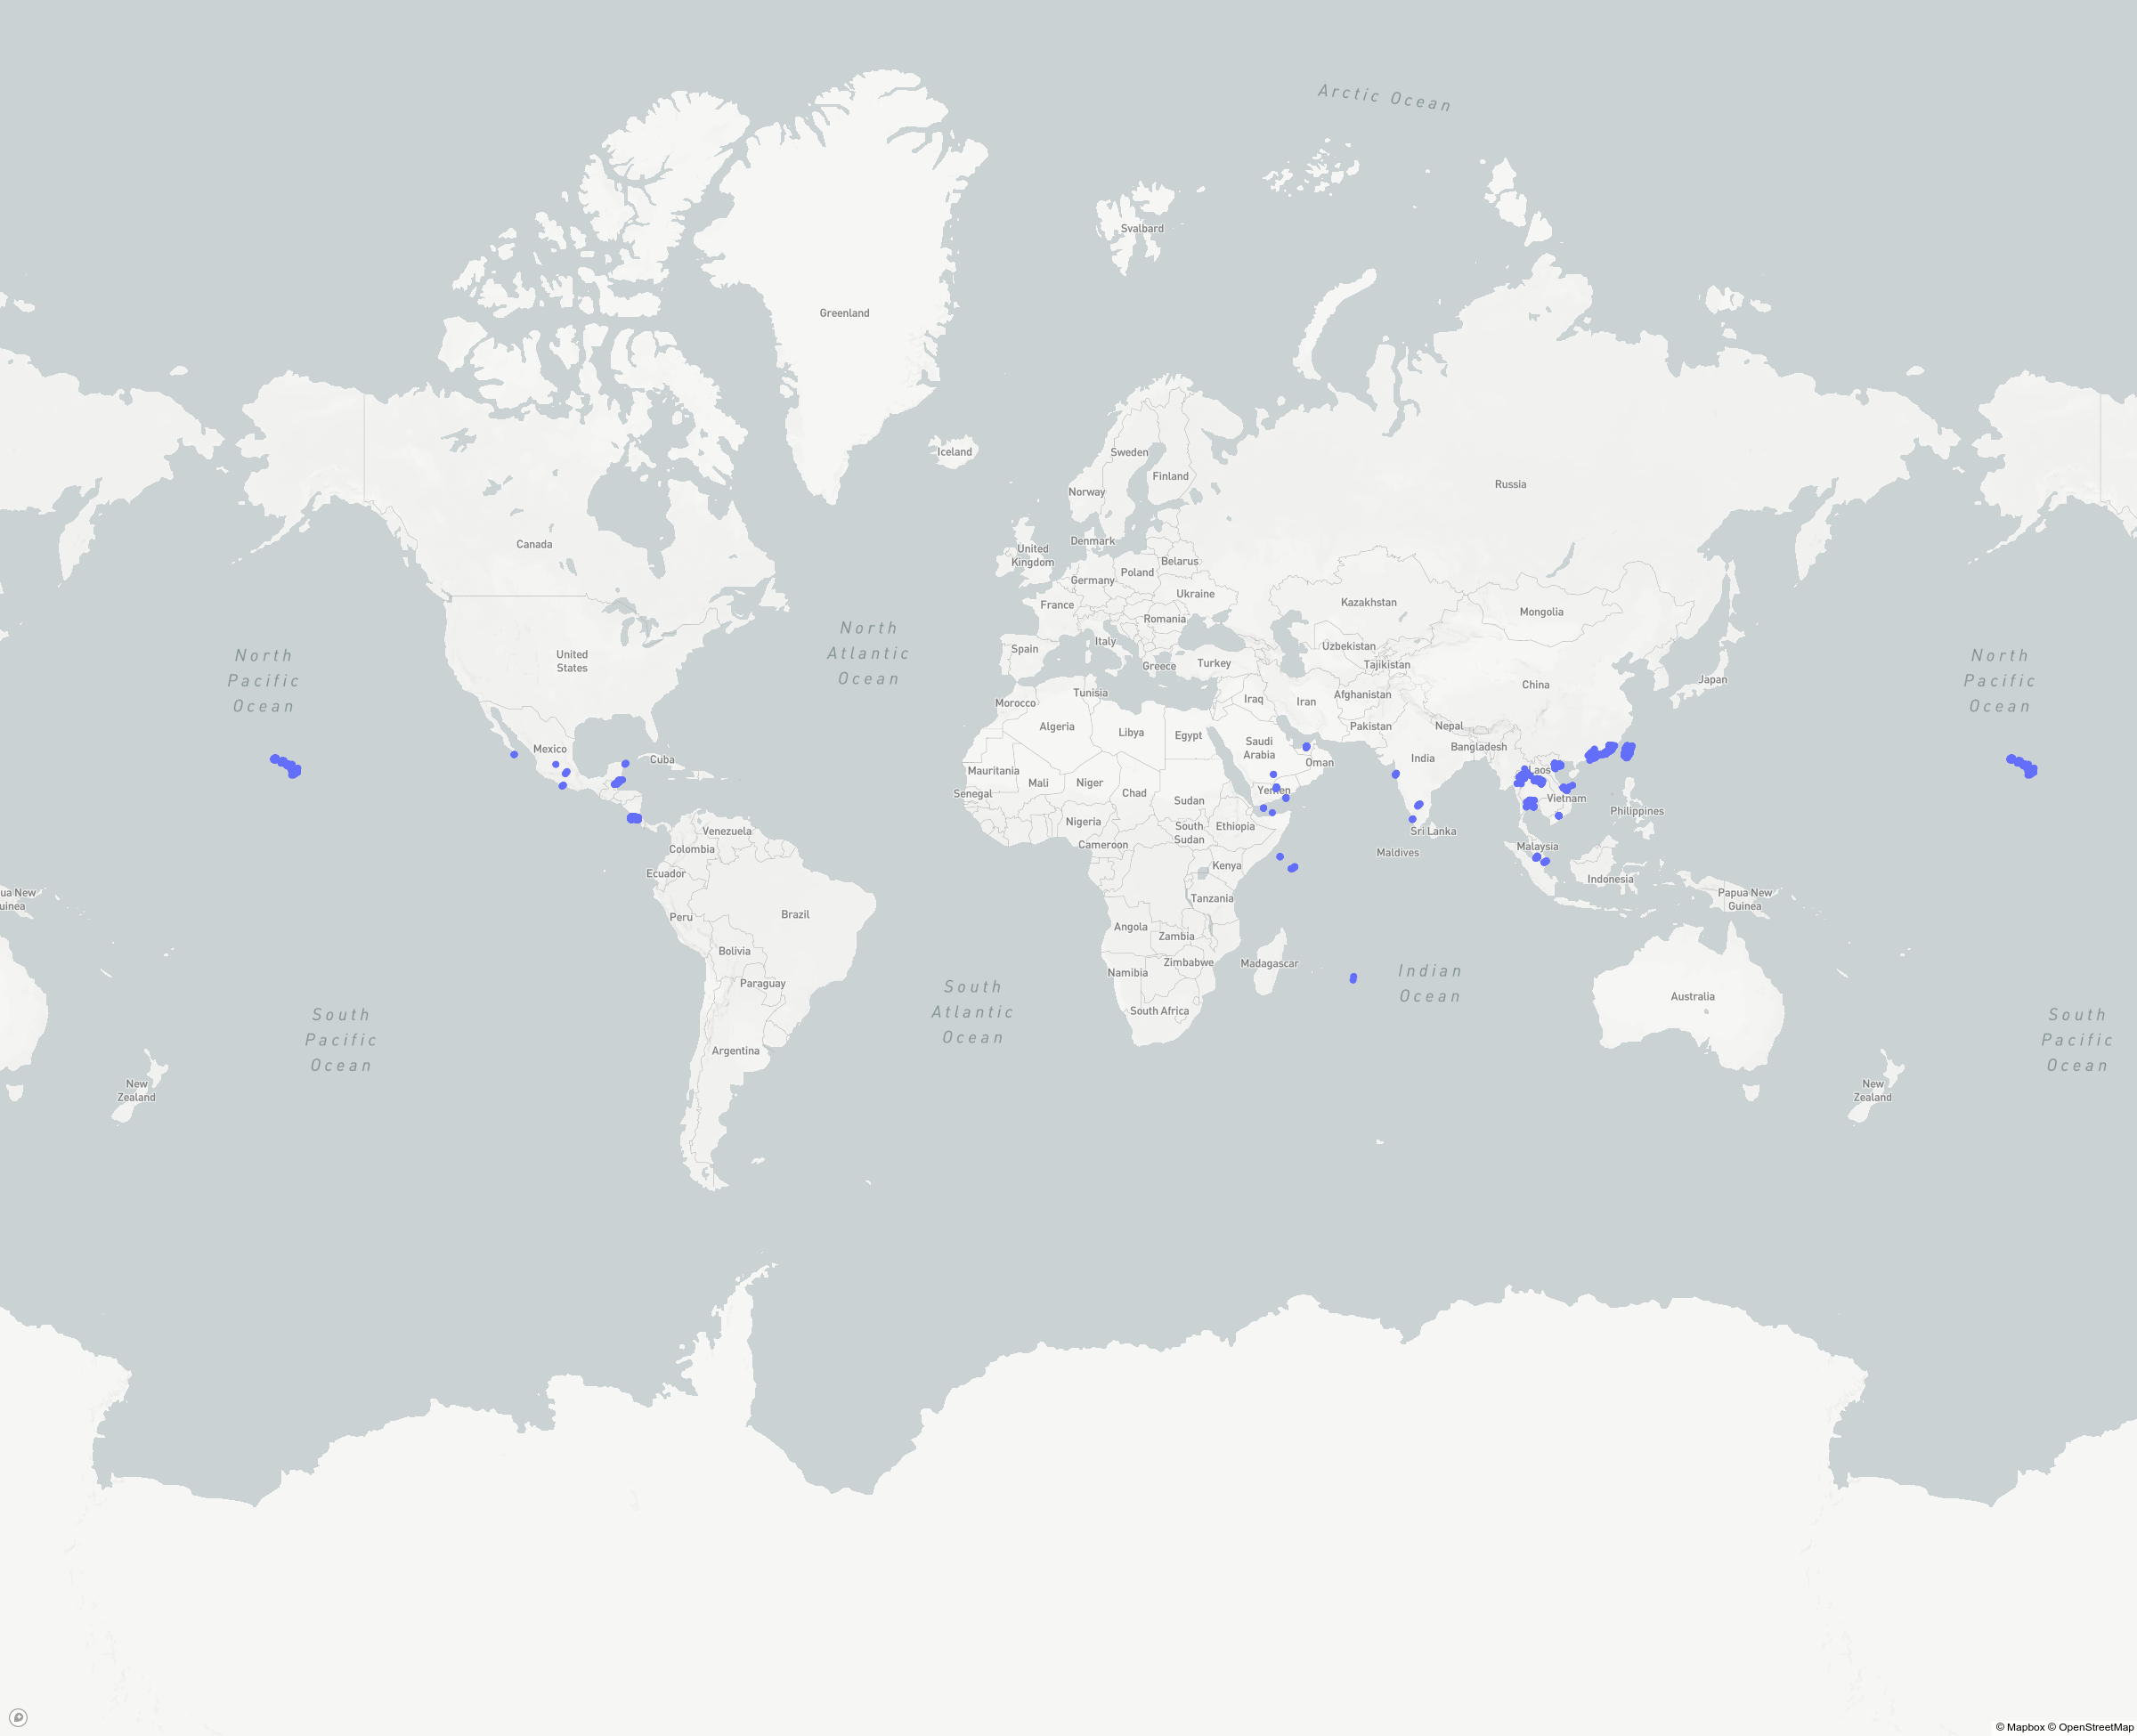 Arctic Ocean
Svalbard
Greenland
Iceland
Sweden
Finland
Norway
Russia
Canada
Denmark
United
Kingdom
Belarus
Poland
Germany
Ukraine
France
Kazakhstan
Mongolia
Romania
North
Atlantic
Ocean
Italy
Spain
Uzbekistan
North
Pacific
Ocean
United
States
Greece
Turkey
Tajikistan
North
Pacific
Ocean
China
Japan
Tunisia
Afghanistan
Morocco
Iraq
Iran
Algeria
Libya
Egypt
Pakistan
Nepal
Saudi
Arabia
Bangladesh
Mexico
Cuba
India
Oman
Mauritania
Mali
Niger
Chad
Laos
Senegal
Yemen
Sudan
Vietnam
Philippines
Nigeria
South
Sudan
Ethiopia
Venezuela
Sri Lanka
Colombia
Cameroon
Maldives
Malaysia
Ecuador
Kenya
Indonesia
ua New
uinea
Papua New
Guinea
Tanzania
Peru
Brazil
Angola
Zambia
Bolivia
Zimbabwe
Madagascar
Namibia
Indian
Ocean
Paraguay
South
Atlantic
Ocean
Australia
South Africa
South
Pacific
Ocean
South
Pacific
Ocean
Argentina
New
Zealand
New
Zealand
© Mapbox © OpenStreetMap